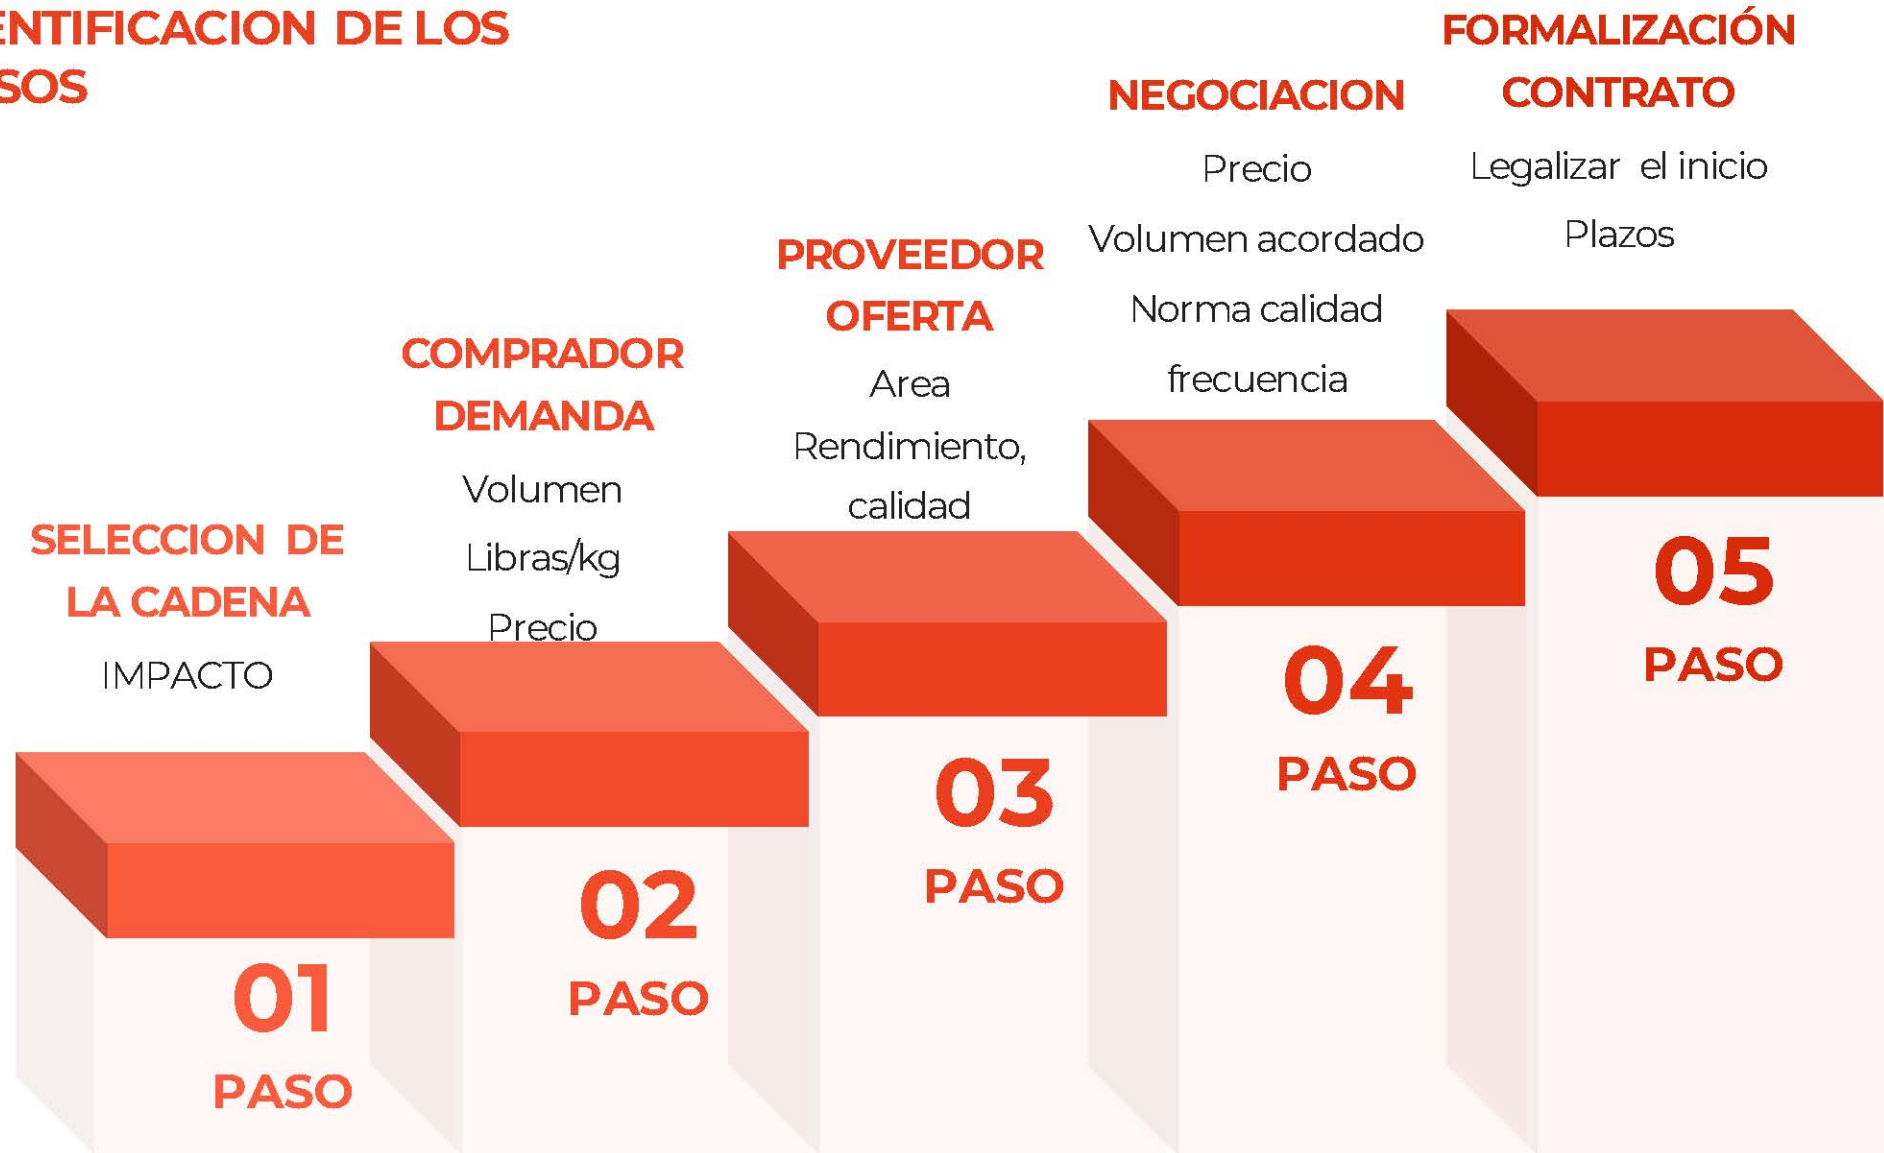 ENTIFICACION DE LOS
SOS
SELECCION DE
LA CADENA
IMPACTO
01
PASO
COMPRADOR
DEMANDA
Volumen
Libras/kg
Precio
02
PASO
PROVEEDOR
OFERTA
Area
Rendimiento,
calidad
03
PASO
NEGOCIACION
Precio
Volumen acordado
Norma calidad
frecuencia
04
PASO
FORMALIZACIÓN
CONTRATO
Legalizar el inicio
Plazos
05
PASO